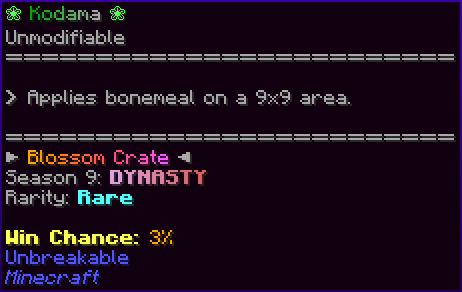 ❀ Kodama ❀
Unmodifiable
================================
> Applies bonemeal on a 9x9 area.
================================
► Blossom Crate ◄
Season 9: DYNASTY
Rarity: Rare
Win Chance: 3%
Unbreakable
Minecraft